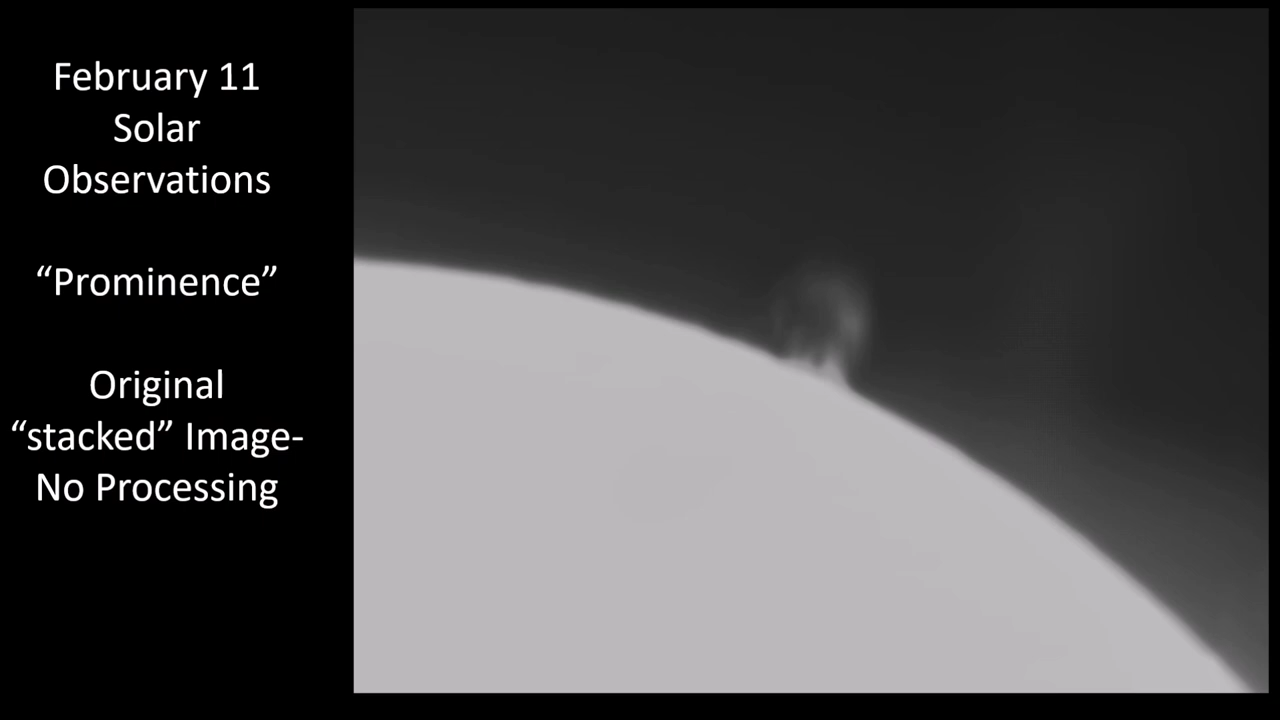 February 11
Solar
Observations
“Prominence”
Original
“stacked” Image-
No Processing